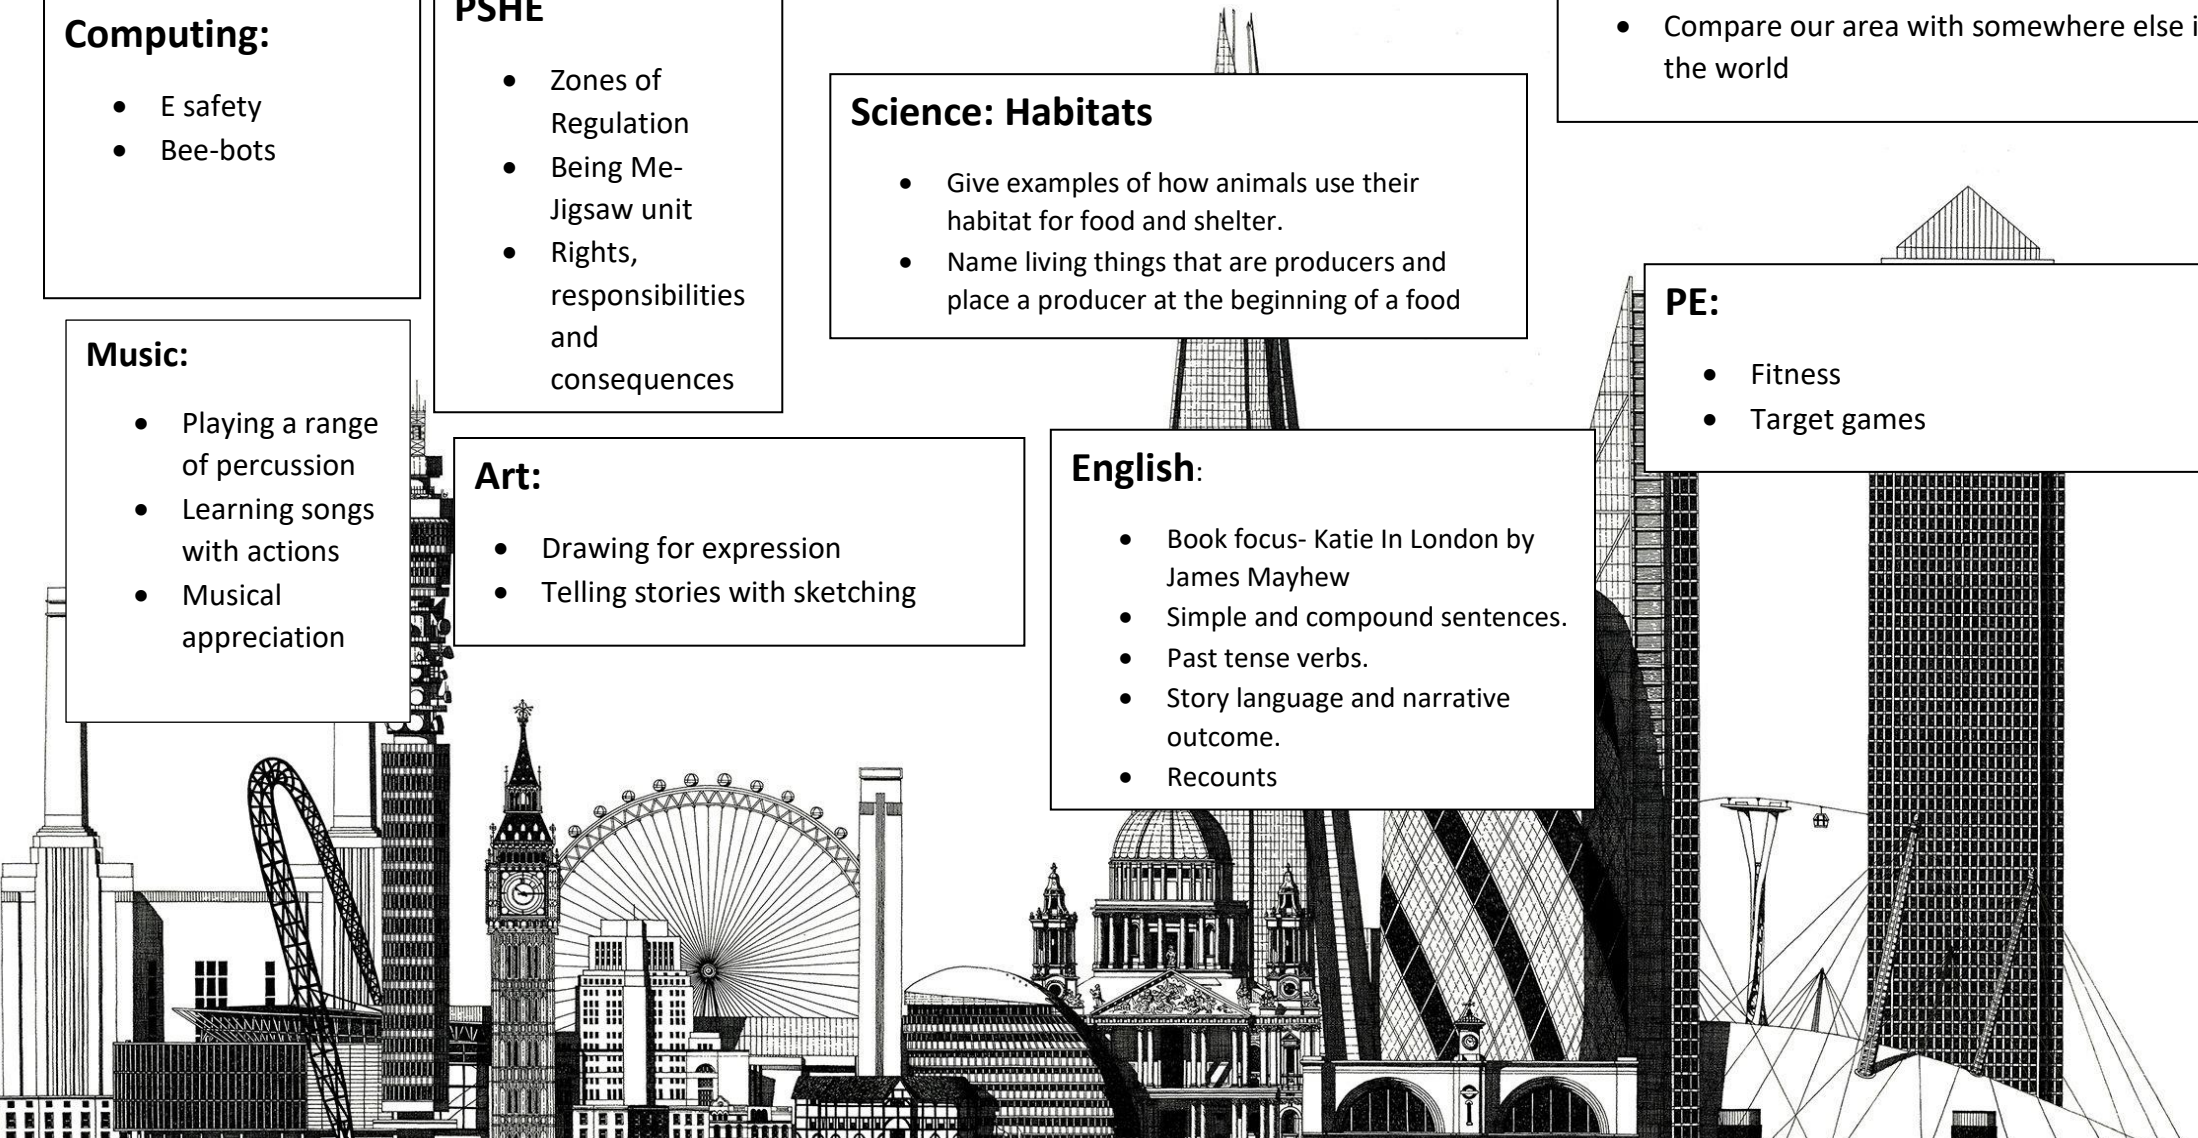 Computing:
• E safety
• Bee-bots
PSHE
• Zones of
Regulation
• Being Me-
Jigsaw unit
• Rights,
responsibilities
and
consequences
Science: Habitats
• Give examples of how animals use their
habitat for food and shelter.
• Name living things that are producers and
place a producer at the beginning of a food
• Compare our area with somewhere else i
the world
PE:
• Fitness
• Target games
Music:
• Playing a range
of percussion
• Learning songs
with actions
• Musical
appreciation
Art:
• Drawing for expression
• Telling stories with sketching
English:
• Book focus- Katie In London by
James Mayhew
• Simple and compound sentences.
• Past tense verbs.
• Story language and narrative
outcome.
• Recounts